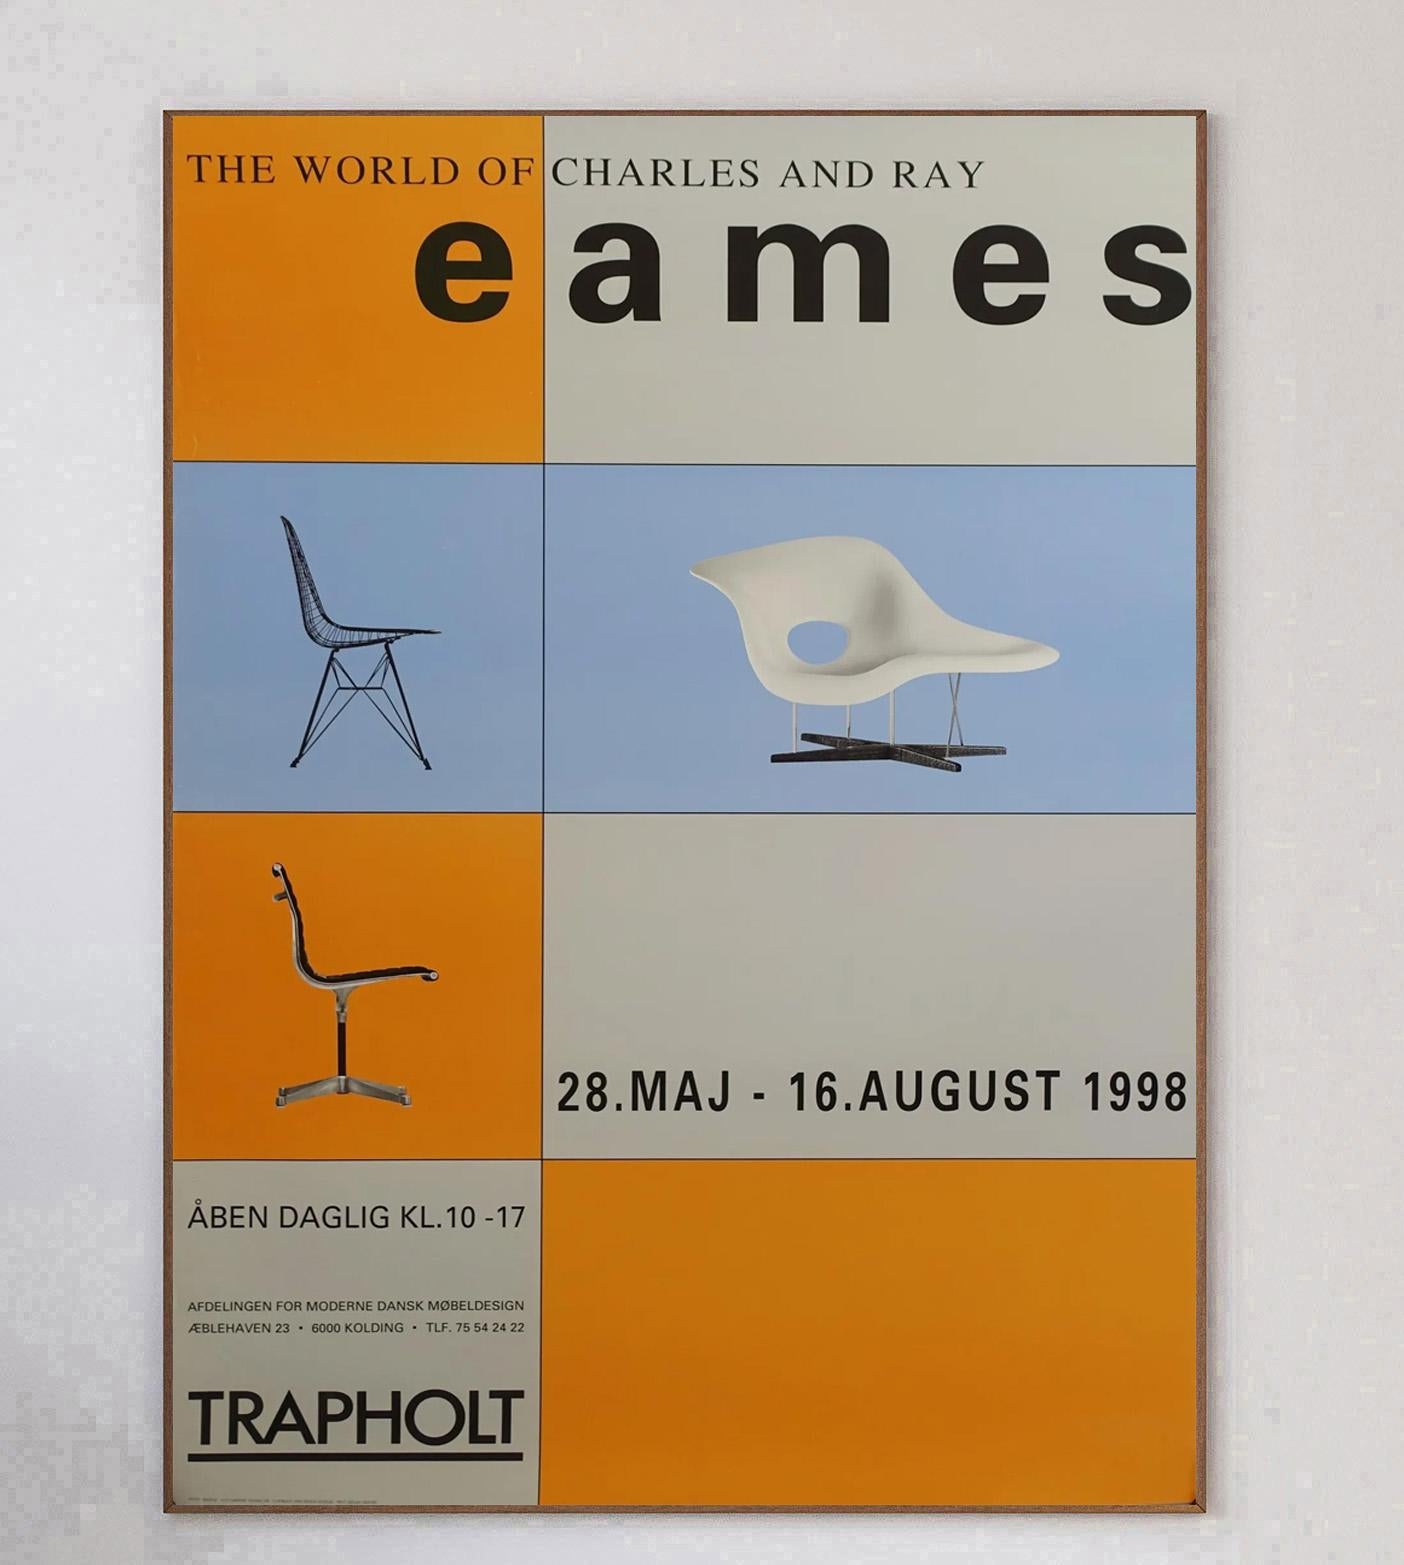 THE WORLD OF CHARLES AND RAY
eames
28.MAJ - 16.AUGUST 1998
ÅBEN DAGLIG KL.10 -17
AFDELINGEN FOR MODERNE DANSK MØBELDESIGN
ÆBLEHAVEN 23 • 6000 KOLDING • TLF. 75 54 24 22
TRAPHOLT